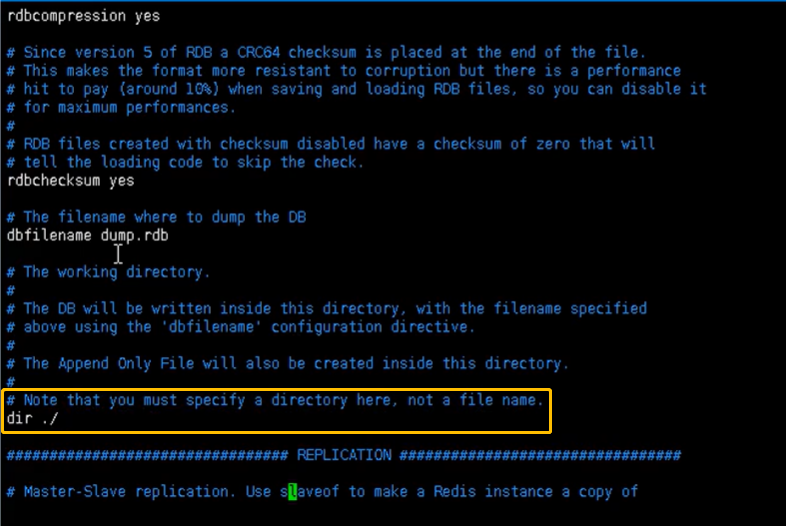 rdbcompression yes
# Since version 5 of RDB a CRC64 checksum is placed at the end of the file.
# This makes the format more resistant to corruption but there is a performance
# hit to pay (around 10%) when saving and loading RDB files, so you can disable it
# for maximum performances.
#
# RDB files created with checksum disabled have a checksum of zero that will
# tell the loading code to skip the check.
rdbchecksum yes
# The filename where to dump the DB
dbfilename dump.rdb
# The working directory.
#
# The DB will be written inside this directory, with the filename specified
# above using the 'dbfilename' configuration directive.
#
# The Append Only File will also be created inside this directory.
#
# Note that you must specify a directory here, not a file name.
dir ./
################################# REPLICATION #################################
# Master-Slave replication. Use slaveof to make a Redis instance a copy of